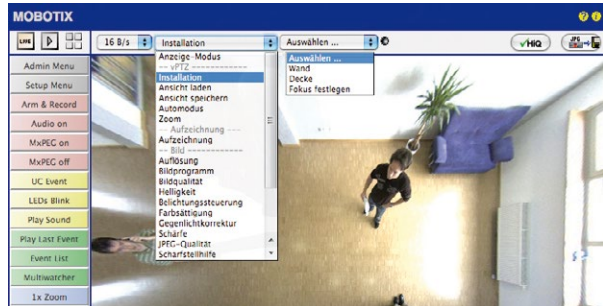 MOBOTIX
LIVE
16 B/s
Installation
Auswählen ...
HiQ
JPG
Admin Menu
Setup Menu
Arm & Record
Audio on
MxPEG on
MxPEG off
UC Event
LEDs Blink
Play Sound
Play Last Event
Event List
Multiwatcher
1x Zoom
Anzeige-Modus
-- vPTZ ------------
Installation
Ansicht laden
Ansicht speichern
Automodus
Zoom
-- Aufzeichnung ---
Aufzeichnung
-- Bild ------------
Auflösung
Bildprogramm
Bildqualität
Helligkeit
Belichtungssteuerung
Farbsättigung
Gegenlichtkorrektur
Schärfe
JPEG-Qualität
Scharfstellhilfe
Auswählen ...
Wand
Decke
Fokus festlegen